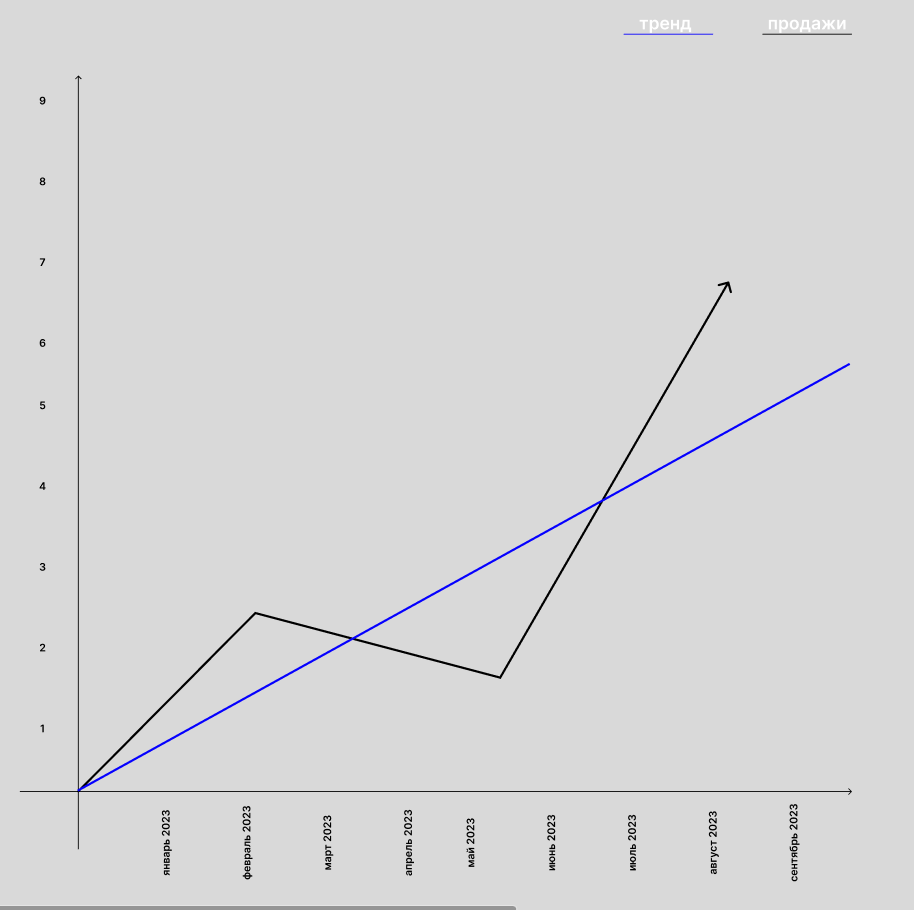 тренд
продажи
9
8
7
6
5
4
3
2
1
январь 2023
февраль 2023
март 2023
апрель 2023
май 2023
июнь 2023
июль 2023
август 2023
сентябрь 2023